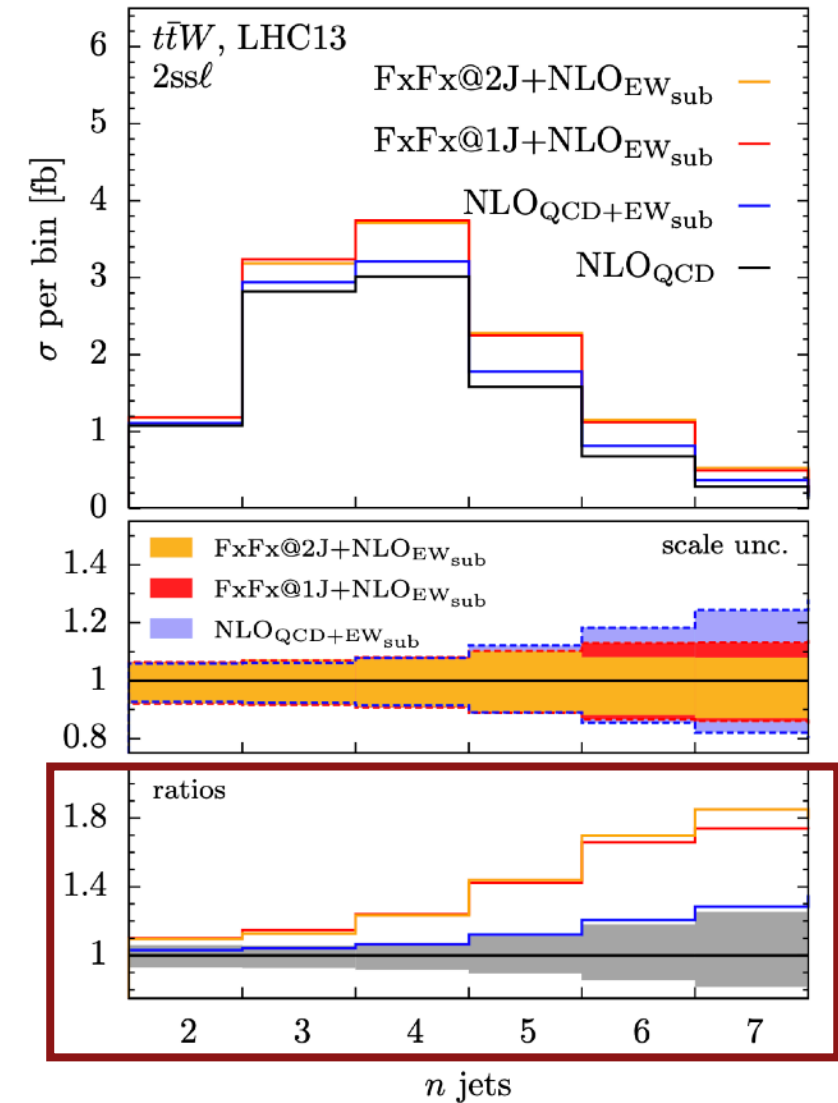 tt̄W, LHC13
2ssℓ
FxFx@2J+NLO_EW_sub
FxFx@1J+NLO_EW_sub
NLO_QCD+EW_sub
NLO_QCD
σ per bin [fb]
6
5
4
3
2
1
0
FxFx@2J+NLO_EW_sub
scale unc.
FxFx@1J+NLO_EW_sub
NLO_QCD+EW_sub
1.4
1.2
1
0.8
ratios
1.8
1.4
1
2 3 4 5 6 7
n jets